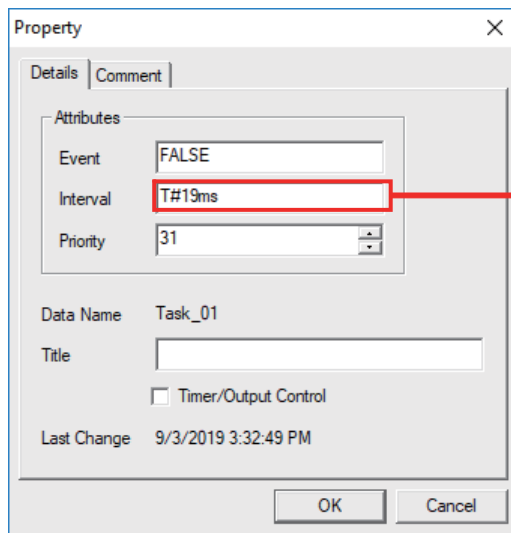 Property
Details Comment
Attributes
Event FALSE
Interval T#19ms
Priority 31
Data Name Task_01
Title
Timer/Output Control
Last Change 9/3/2019 3:32:49 PM
OK Cancel